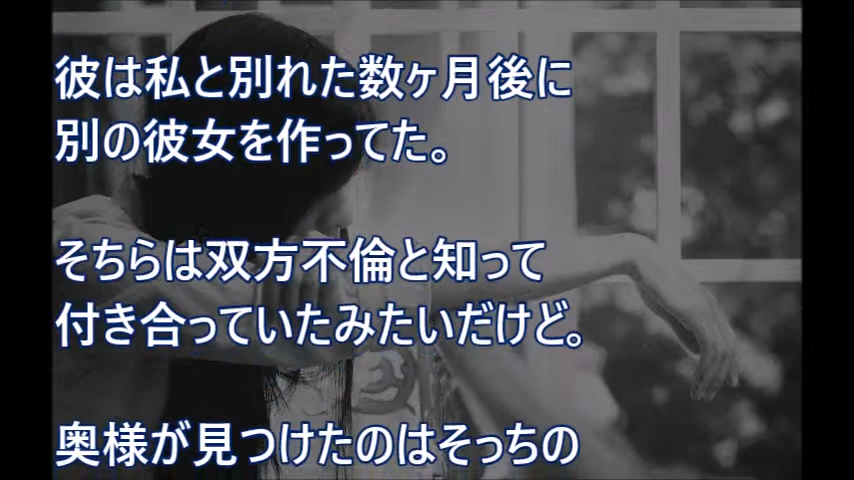 彼は私と別れた数ヶ月後に
別の彼女を作ってた。
そちらは双方不倫と知って
付き合っていたみたいだけど。
奥様が見つけたのはそっちの